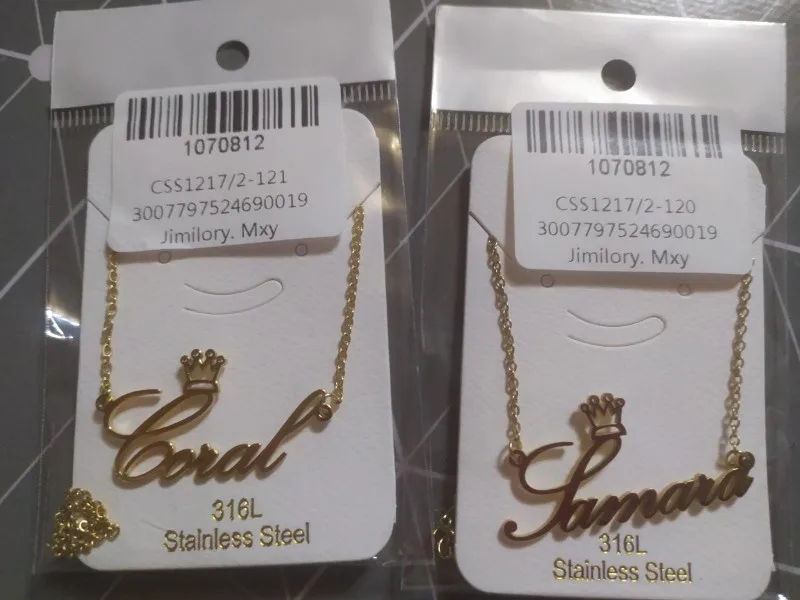 1070812
CSS1217/2-121
3007797524690019
Jimilory. Mxy
Coral
316L
Stainless Steel
1070812
CSS1217/2-120
3007797524690019
Jimilory. Mxy
Samara
316L
Stainless Steel